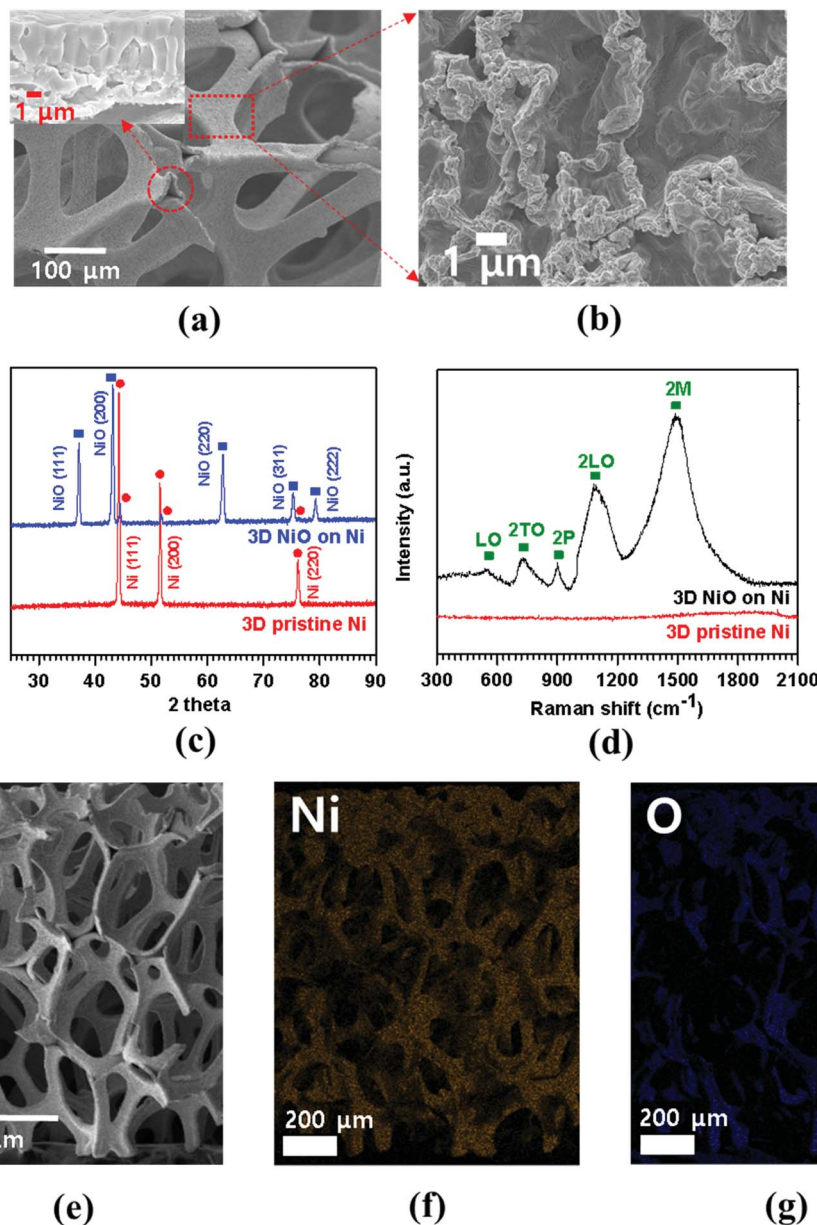 1 μm
100 μm
1 μm
(a)
(b)
NiO (111)
NiO (200)
NiO (220)
NiO (311)
NiO (222)
3D NiO on Ni
Ni (111)
Ni (200)
Ni (220)
3D pristine Ni
30 40 50 60 70 80 90
2 theta
(c)
Intensity (a.u.)
LO
2TO
2P
2LO
2M
3D NiO on Ni
3D pristine Ni
300 600 900 1200 1500 1800 2100
Raman shift (cm⁻¹)
(d)
Ni
O
200 μm
200 μm
(e)
(f)
(g)